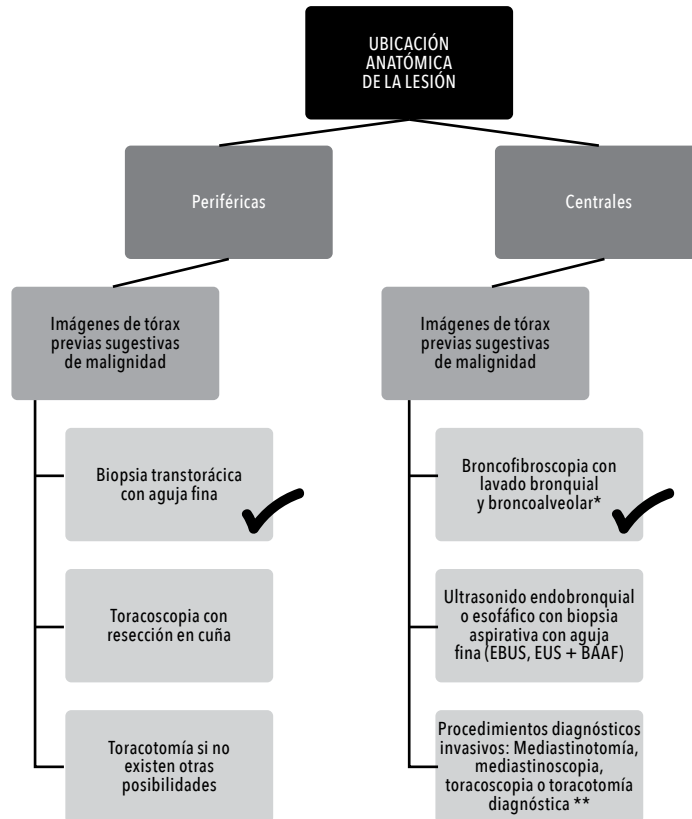 UBICACIÓN
ANATÓMICA
DE LA LESIÓN
Periféricas
Centrales
Imágenes de tórax
previas sugestivas
de malignidad
Biopsia transtorácica
con aguja fina
Toracoscopia con
resección en cuña
Toracotomía si no
existen otras
posibilidades
Imágenes de tórax
previas sugestivas
de malignidad
Broncofibroscopia con
lavado bronquial
y broncoalveolar*
Ultrasonido endobronquial
o esofáfico con biopsia
aspirativa con aguja
fina (EBUS, EUS + BAAF)
Procedimientos diagnósticos
invasivos: Mediastinotomía,
mediastinoscopia,
toracoscopia o toracotomía
diagnóstica **